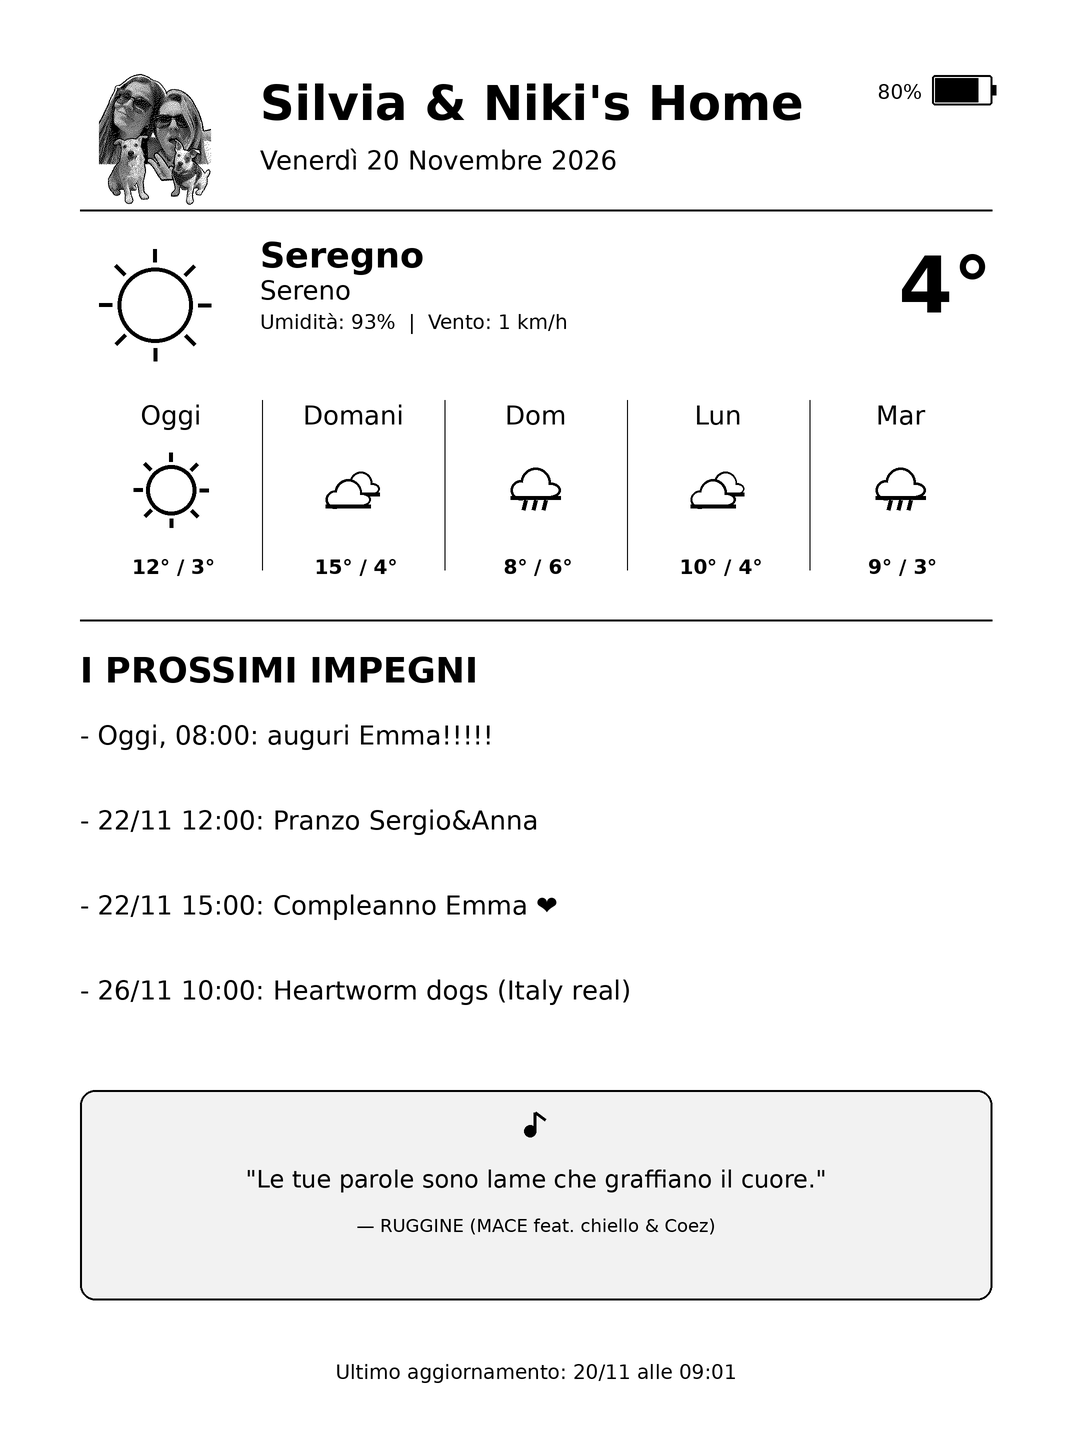 Silvia & Niki's Home
80%
Venerdì 20 Novembre 2026
Seregno
Sereno
Umidità: 93% | Vento: 1 km/h
4°
Oggi Domani Dom Lun Mar
12° / 3° 15° / 4° 8° / 6° 10° / 4° 9° / 3°
I PROSSIMI IMPEGNI
- Oggi, 08:00: auguri Emma!!!!!
- 22/11 12:00: Pranzo Sergio&Anna
- 22/11 15:00: Compleanno Emma ❤
- 26/11 10:00: Heartworm dogs (Italy real)
"Le tue parole sono lame che graffiano il cuore."
— RUGGINE (MACE feat. chiello & Coez)
Ultimo aggiornamento: 20/11 alle 09:01